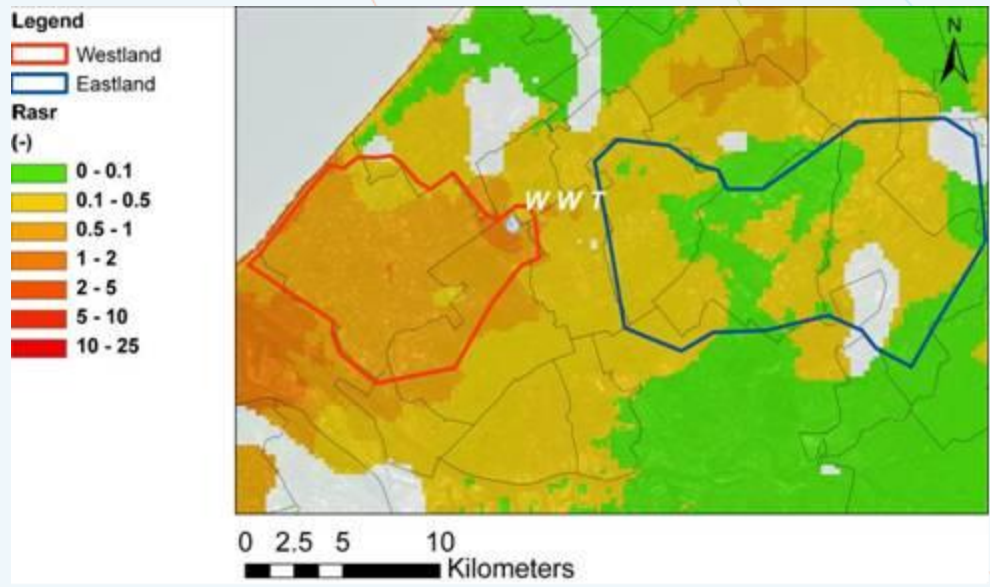 Legend
Westland
Eastland
Rasr
(-)
0 - 0.1
0.1 - 0.5
0.5 - 1
1 - 2
2 - 5
5 - 10
10 - 25
N
W W T
0 2.5 5 10
Kilometers